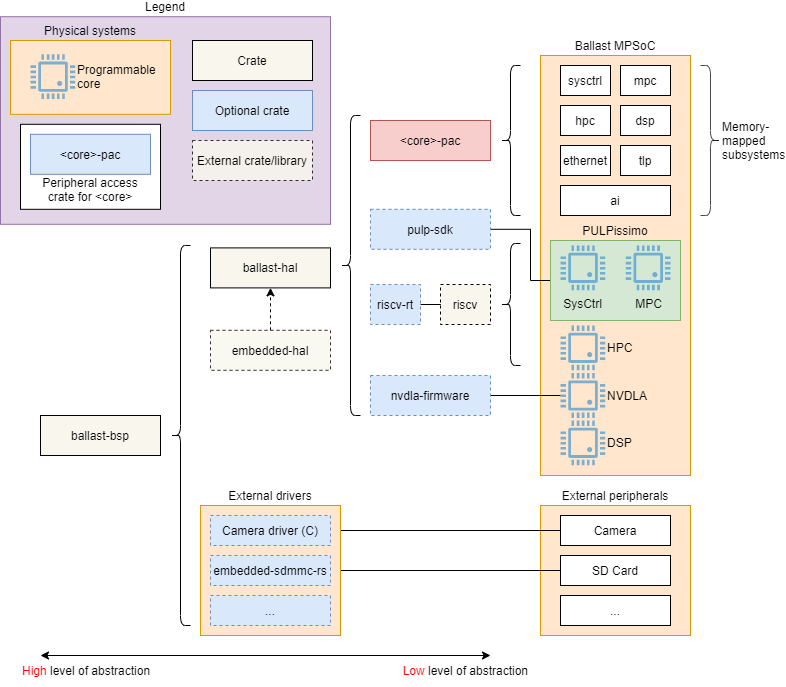 Legend
Physical systems
Programmable
core
Crate
Optional crate
<core>-pac
External crate/library
Peripheral access
crate for <core>
Ballast MPSoC
sysctrl
mpc
hpc
dsp
ethernet
tlp
ai
Memory-
mapped
subsystems
<core>-pac
pulp-sdk
PULPissimo
SysCtrl
MPC
ballast-hal
riscv-rt
riscv
embedded-hal
HPC
nvdla-firmware
NVDLA
ballast-bsp
DSP
External drivers
External peripherals
Camera driver (C)
Camera
embedded-sdmmc-rs
SD Card
...
...
High level of abstraction
Low level of abstraction